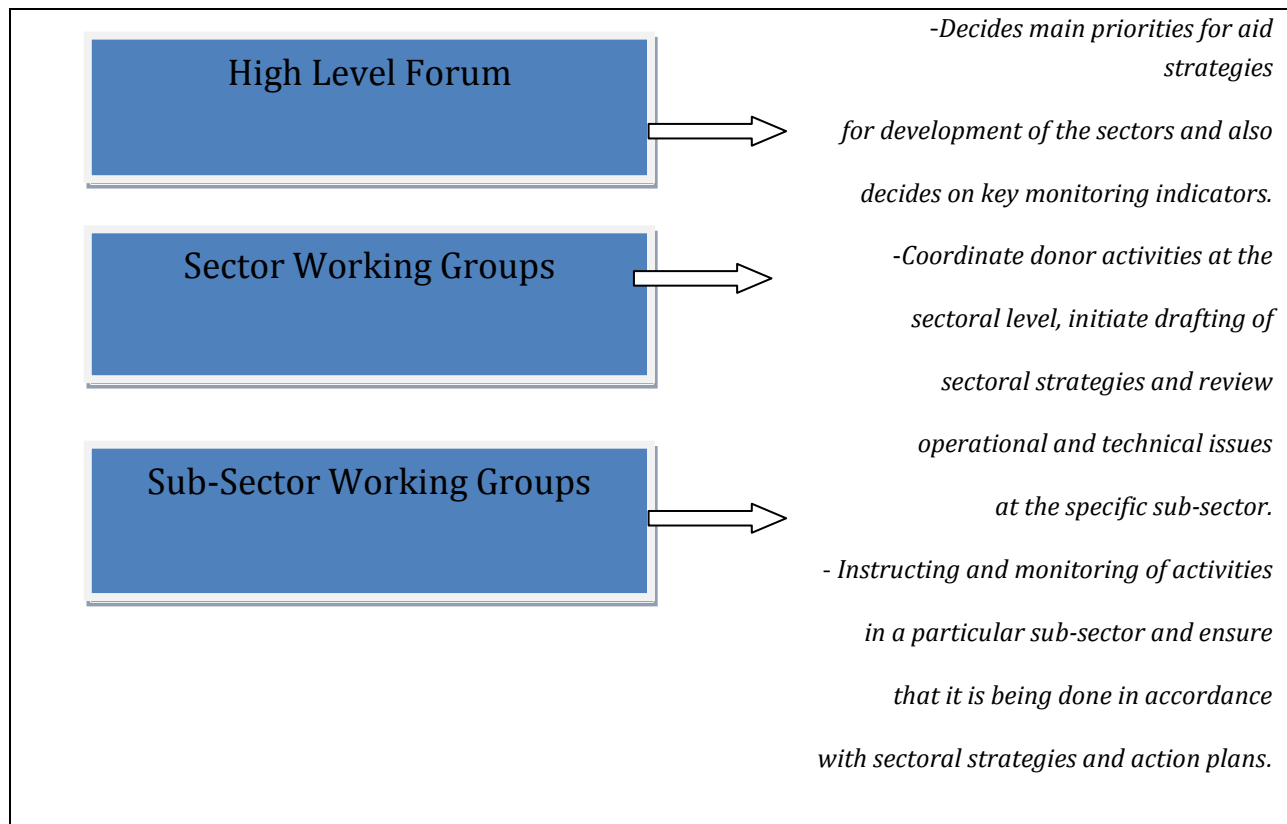 High Level Forum
-Decides main priorities for aid
strategies
for development of the sectors and also
decides on key monitoring indicators.
Sector Working Groups
-Coordinate donor activities at the
sectoral level, initiate drafting of
sectoral strategies and review
operational and technical issues
at the specific sub-sector.
Sub-Sector Working Groups
- Instructing and monitoring of activities
in a particular sub-sector and ensure
that it is being done in accordance
with sectoral strategies and action plans.